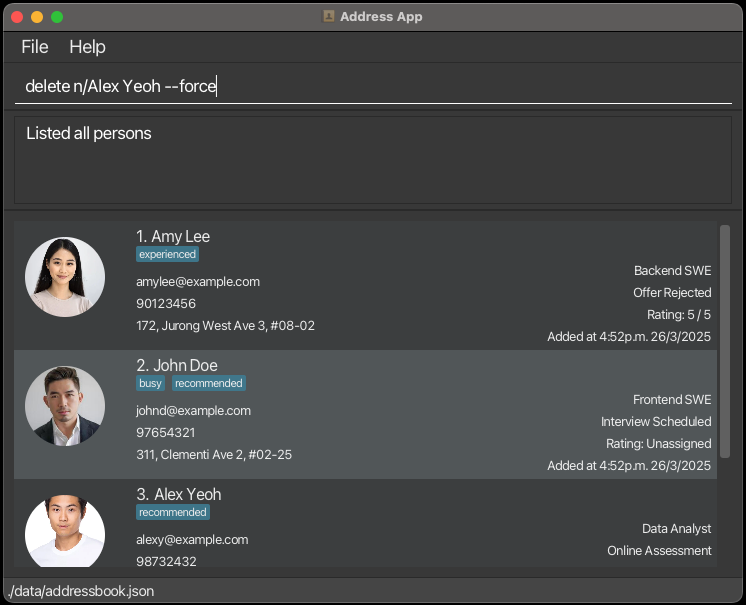 Address App
File Help
delete n/Alex Yeoh --force
Listed all persons
1. Amy Lee
experienced
amylee@example.com
90123456
172, Jurong West Ave 3, #08-02
Backend SWE
Offer Rejected
Rating: 5 / 5
Added at 4:52p.m. 26/3/2025
2. John Doe
busy recommended
johnd@example.com
97654321
311, Clementi Ave 2, #02-25
Frontend SWE
Interview Scheduled
Rating: Unassigned
Added at 4:52p.m. 26/3/2025
3. Alex Yeoh
recommended
alexy@example.com
98732432
Data Analyst
Online Assessment
./data/addressbook.json